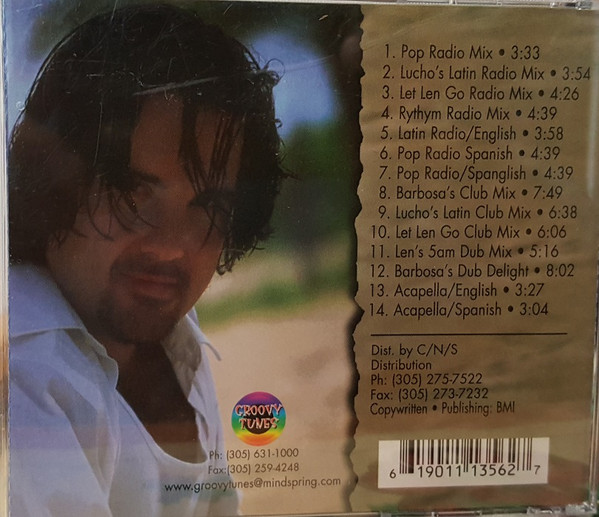 1. Pop Radio Mix • 3:33
2. Lucho's Latin Radio Mix • 3:54
3. Let Len Go Radio Mix • 4:26
4. Rythym Radio Mix • 4:39
5. Latin Radio/English • 3:58
6. Pop Radio Spanish • 4:39
7. Pop Radio/Spanglish • 4:39
8. Barbosa's Club Mix • 7:49
9. Lucho's Latin Club Mix • 6:38
10. Let Len Go Club Mix • 6:06
11. Len's 5am Dub Mix • 5:16
12. Barbosa's Dub Delight • 8:02
13. Acapella/English • 3:27
14. Acapella/Spanish • 3:04
Dist. by C/N/S
Distribution
Ph: (305) 275-7522
Fax: (305) 273-7232
Copywritten • Publishing: BMI
GROOVY
TUNES
Ph: (305) 631-1000
Fax:(305) 259-4248
www.groovytunes@mindspring.com
6 19011 13562 7